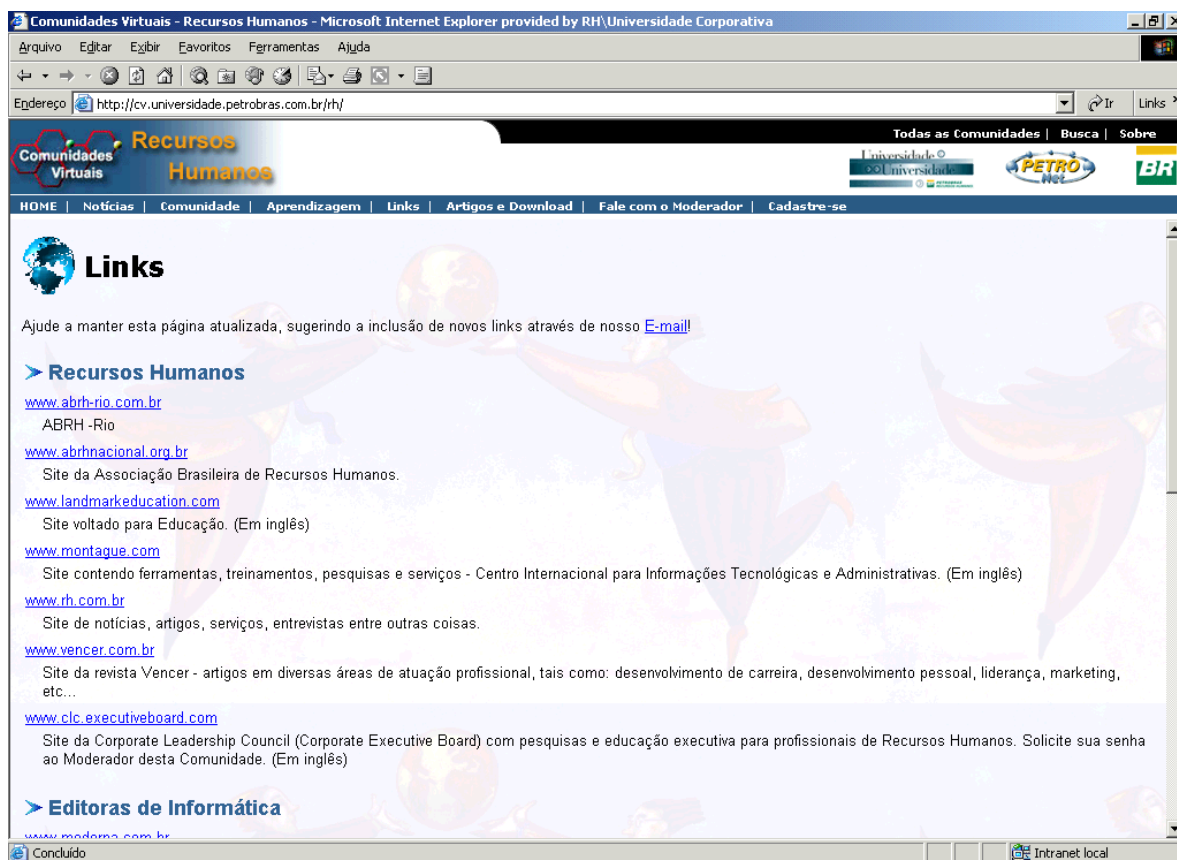 Comunidades Virtuais - Recursos Humanos - Microsoft Internet Explorer provided by RH\Universidade Corporativa
Arquivo Editar Exibir Favoritos Ferramentas Ajuda
Endereço http://cv.universidade.petrobras.com.br/rh/ Ir Links
Todas as Comunidades | Busca | Sobre
Comunidades Virtuais
Recursos Humanos
Universidade
Universidade
PETRO Net
BR
HOME | Notícias | Comunidade | Aprendizagem | Links | Artigos e Download | Fale com o Moderador | Cadastre-se
Links
Ajude a manter esta página atualizada, sugerindo a inclusão de novos links através de nosso E-mail!
Recursos Humanos
www.abrh-rio.com.br
ABRH -Rio
www.abrhnacional.org.br
Site da Associação Brasileira de Recursos Humanos.
www.landmarkeducation.com
Site voltado para Educação. (Em inglês)
www.montague.com
Site contendo ferramentas, treinamentos, pesquisas e serviços - Centro Internacional para Informações Tecnológicas e Administrativas. (Em inglês)
www.rh.com.br
Site de notícias, artigos, serviços, entrevistas entre outras coisas.
www.vencer.com.br
Site da revista Vencer - artigos em diversas áreas de atuação profissional, tais como: desenvolvimento de carreira, desenvolvimento pessoal, liderança, marketing,
etc...
www.clc.executiveboard.com
Site da Corporate Leadership Council (Corporate Executive Board) com pesquisas e educação executiva para profissionais de Recursos Humanos. Solicite sua senha
ao Moderador desta Comunidade. (Em inglês)
Editoras de Informática
www.moderna.com.br
Concluído
Intranet local